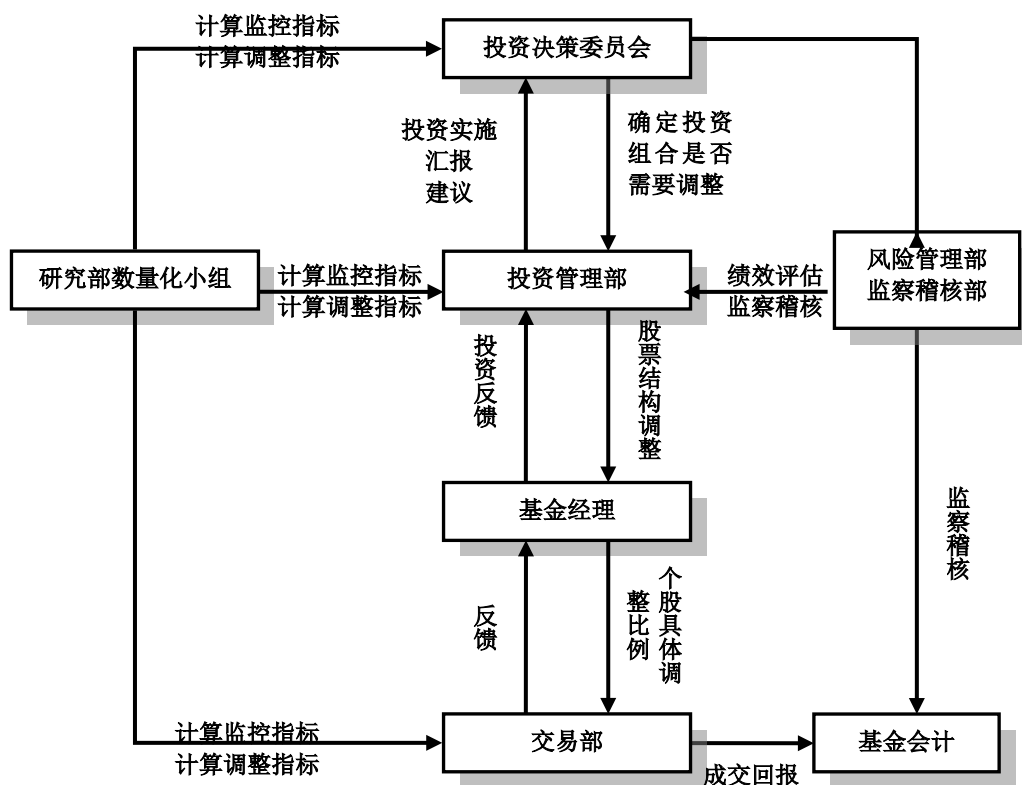 计算监控指标
计算调整指标
投资决策委员会
投资实施
汇报
建议
确定投资
组合是否
需要调整
研究部数量化小组
计算监控指标
计算调整指标
投资管理部
绩效评估
监察稽核
风险管理部
监察稽核部
投资反馈
股票结构调整
基金经理
监察稽核
反馈
个股具体调
整比例
计算监控指标
计算调整指标
交易部
成交回报
基金会计